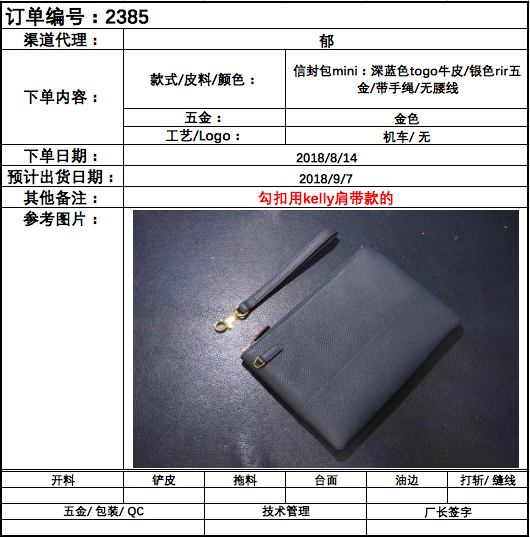 订单编号：2385
渠道代理：
郁
下单内容：
款式/皮料/颜色：
信封包mini：深蓝色togo牛皮/银色rir五
金/带手绳/无腰线
五金：
金色
工艺/Logo：
机车/ 无
下单日期：
2018/8/14
预计出货日期：
2018/9/7
其他备注：
勾扣用kelly肩带款的
参考图片：
开料 铲皮 拖料 台面 油边 打斩/ 缝线
五金/ 包装/ QC 技术管理 厂长签字